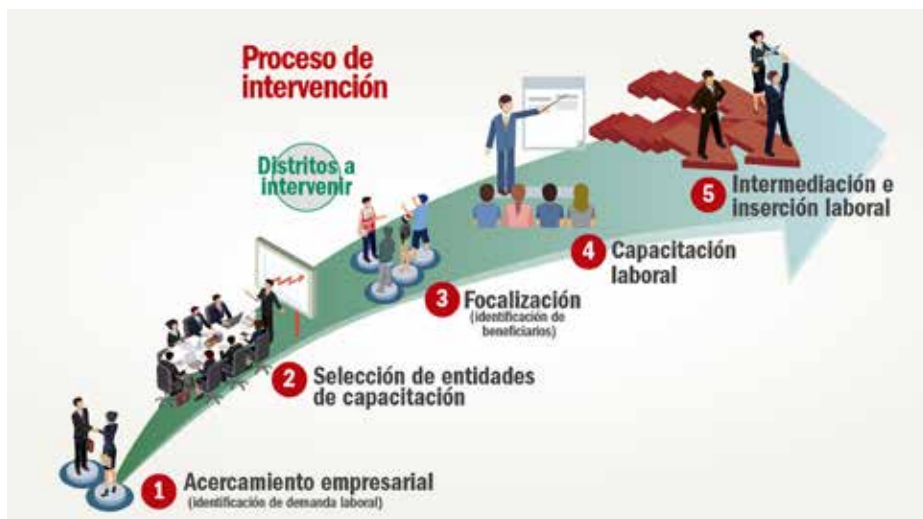 Proceso de
intervención
Distritos a
intervenir
1 Acercamiento empresarial
(identificación de demanda laboral)
2 Selección de entidades
de capacitación
3 Focalización
(identificación de
beneficiarios)
4 Capacitación
laboral
5 Intermediación e
inserción laboral